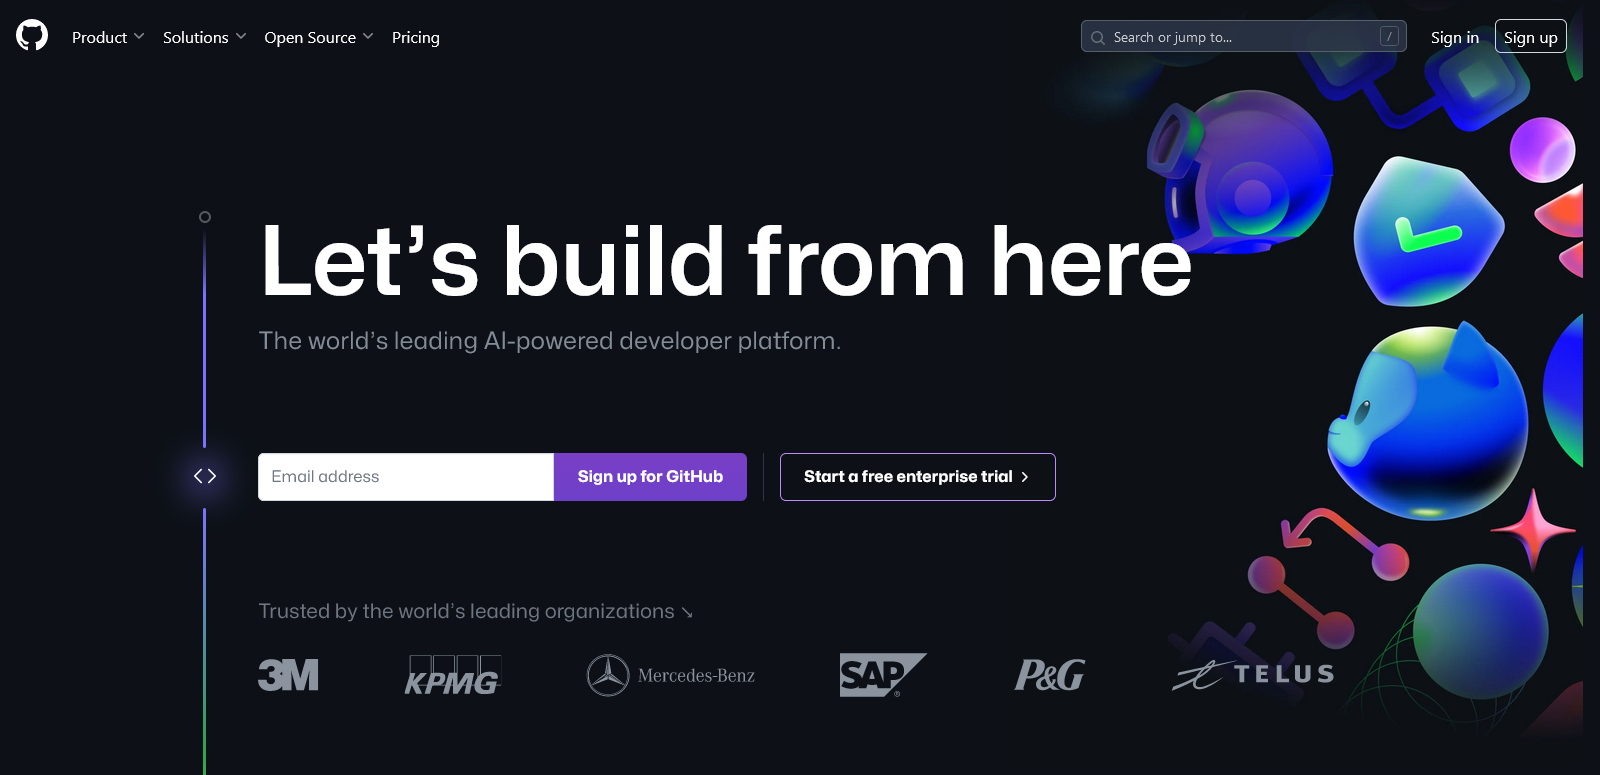 Product
Solutions
Open Source
Pricing
Search or jump to...
/
Sign in
Sign up
Let’s build from here
The world’s leading AI-powered developer platform.
Email address
Sign up for GitHub
Start a free enterprise trial
Trusted by the world’s leading organizations ↘
3M
KPMG
Mercedes-Benz
SAP®
P&G
TELUS